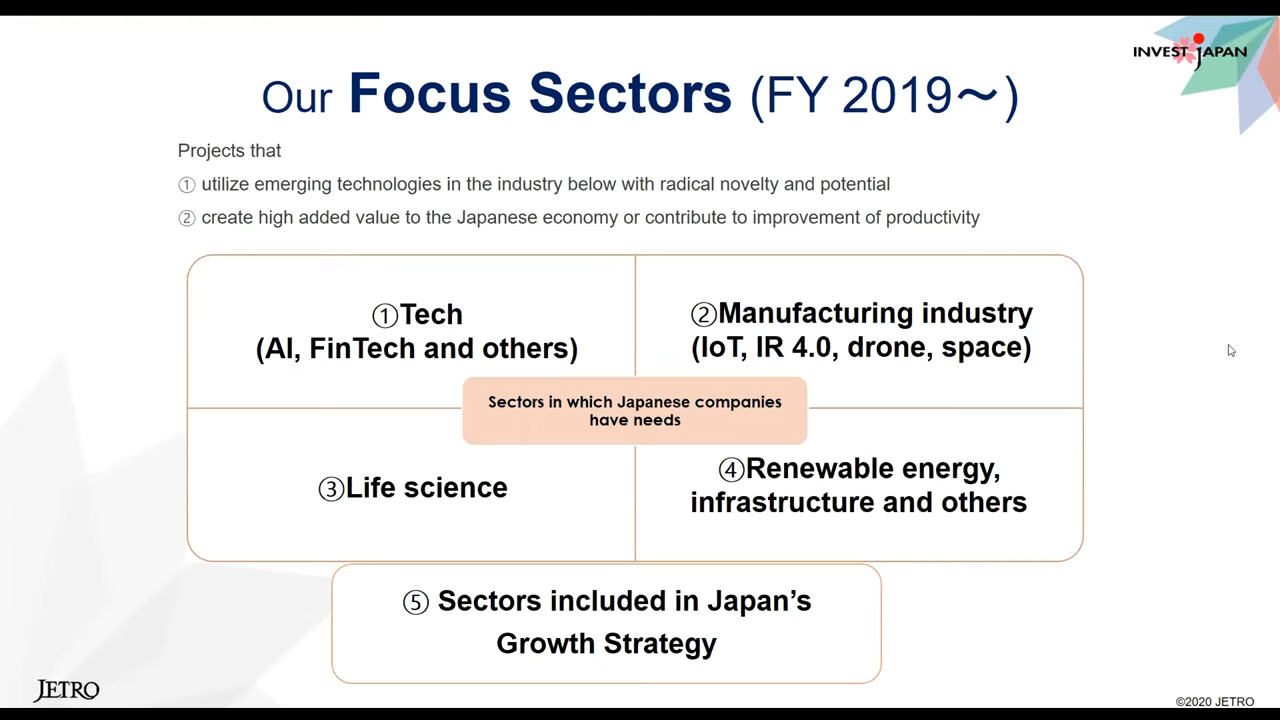 INVEST JAPAN
Our Focus Sectors (FY 2019〜)
Projects that
① utilize emerging technologies in the industry below with radical novelty and potential
② create high added value to the Japanese economy or contribute to improvement of productivity
①Tech
(AI, FinTech and others)
②Manufacturing industry
(IoT, IR 4.0, drone, space)
Sectors in which Japanese companies
have needs
③Life science
④Renewable energy,
infrastructure and others
⑤ Sectors included in Japan's
Growth Strategy
JETRO
©2020 JETRO